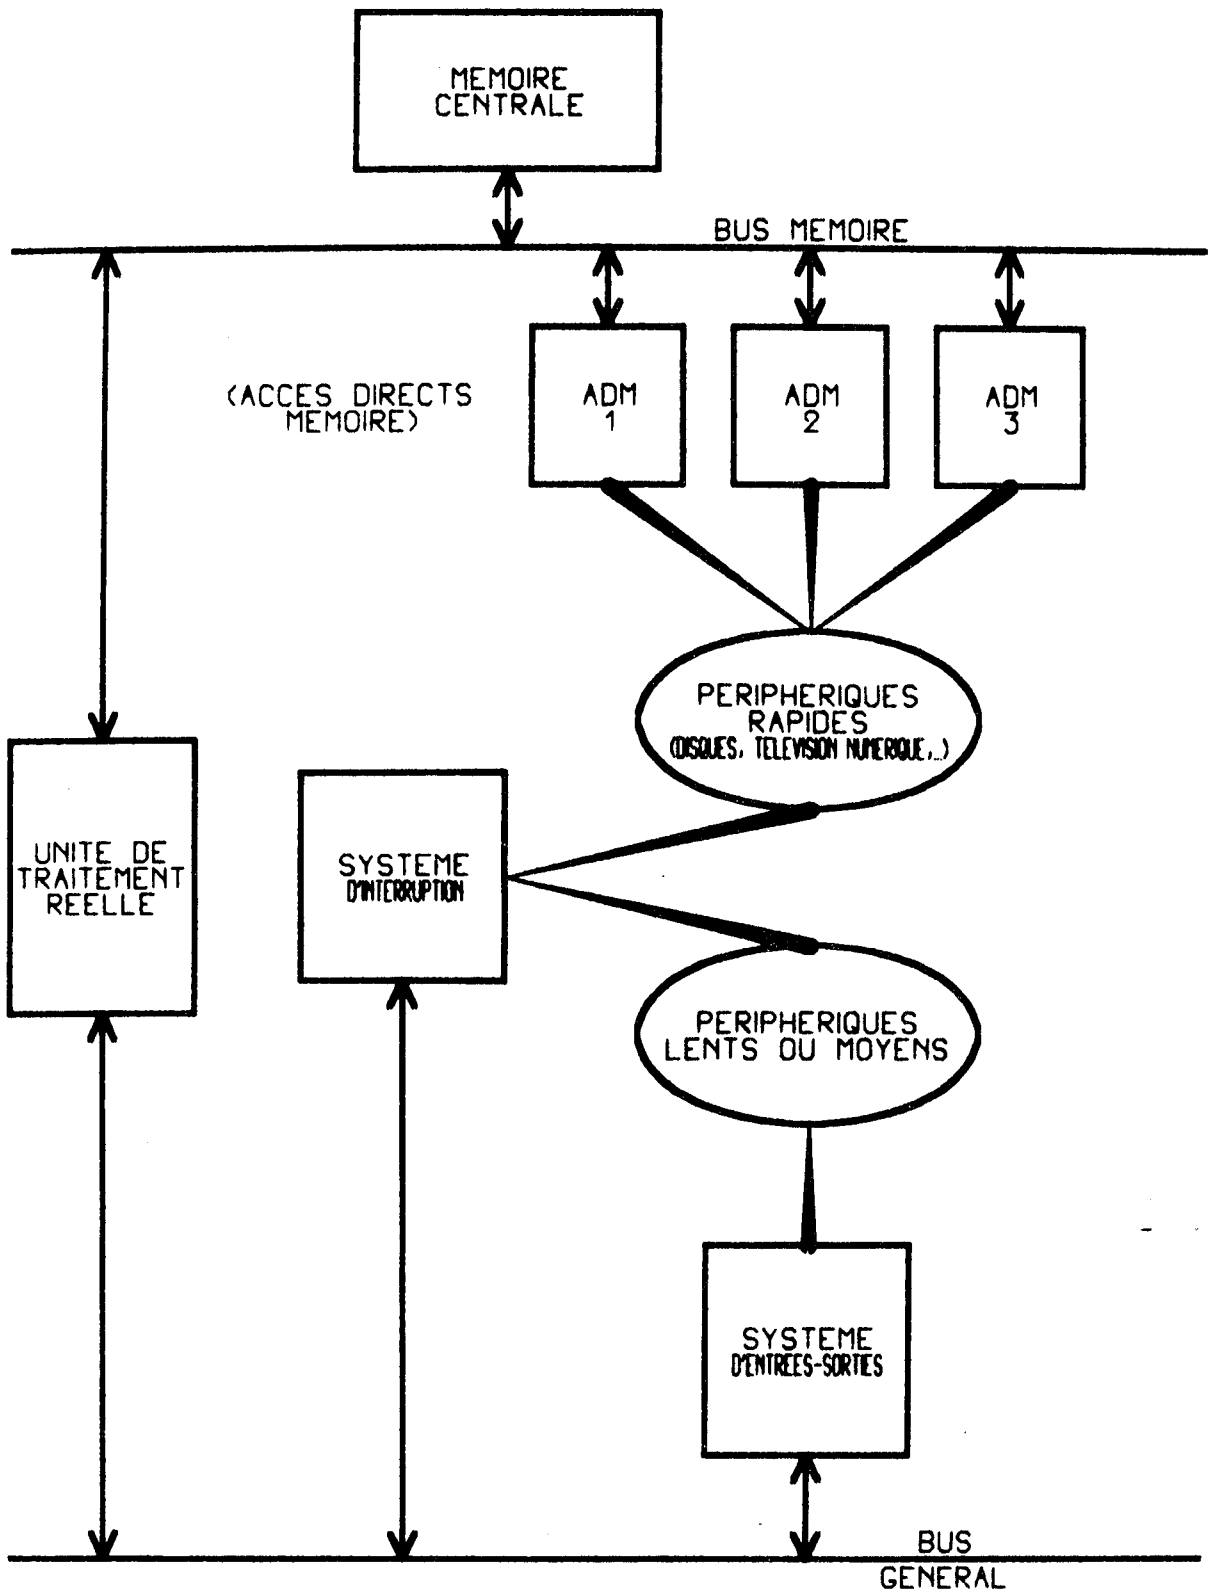 MEMOIRE
CENTRALE
BUS MEMOIRE
(ACCES DIRECTS
MEMOIRE)
ADM
1
ADM
2
ADM
3
PERIPHERIQUES
RAPIDES
(DISQUES, TELEVISION NUMERIQUE,...)
UNITE DE
TRAITEMENT
REELLE
SYSTEME
D'INTERRUPTION
PERIPHERIQUES
LENTS OU MOYENS
SYSTEME
D'ENTREES-SORTIES
BUS
GENERAL